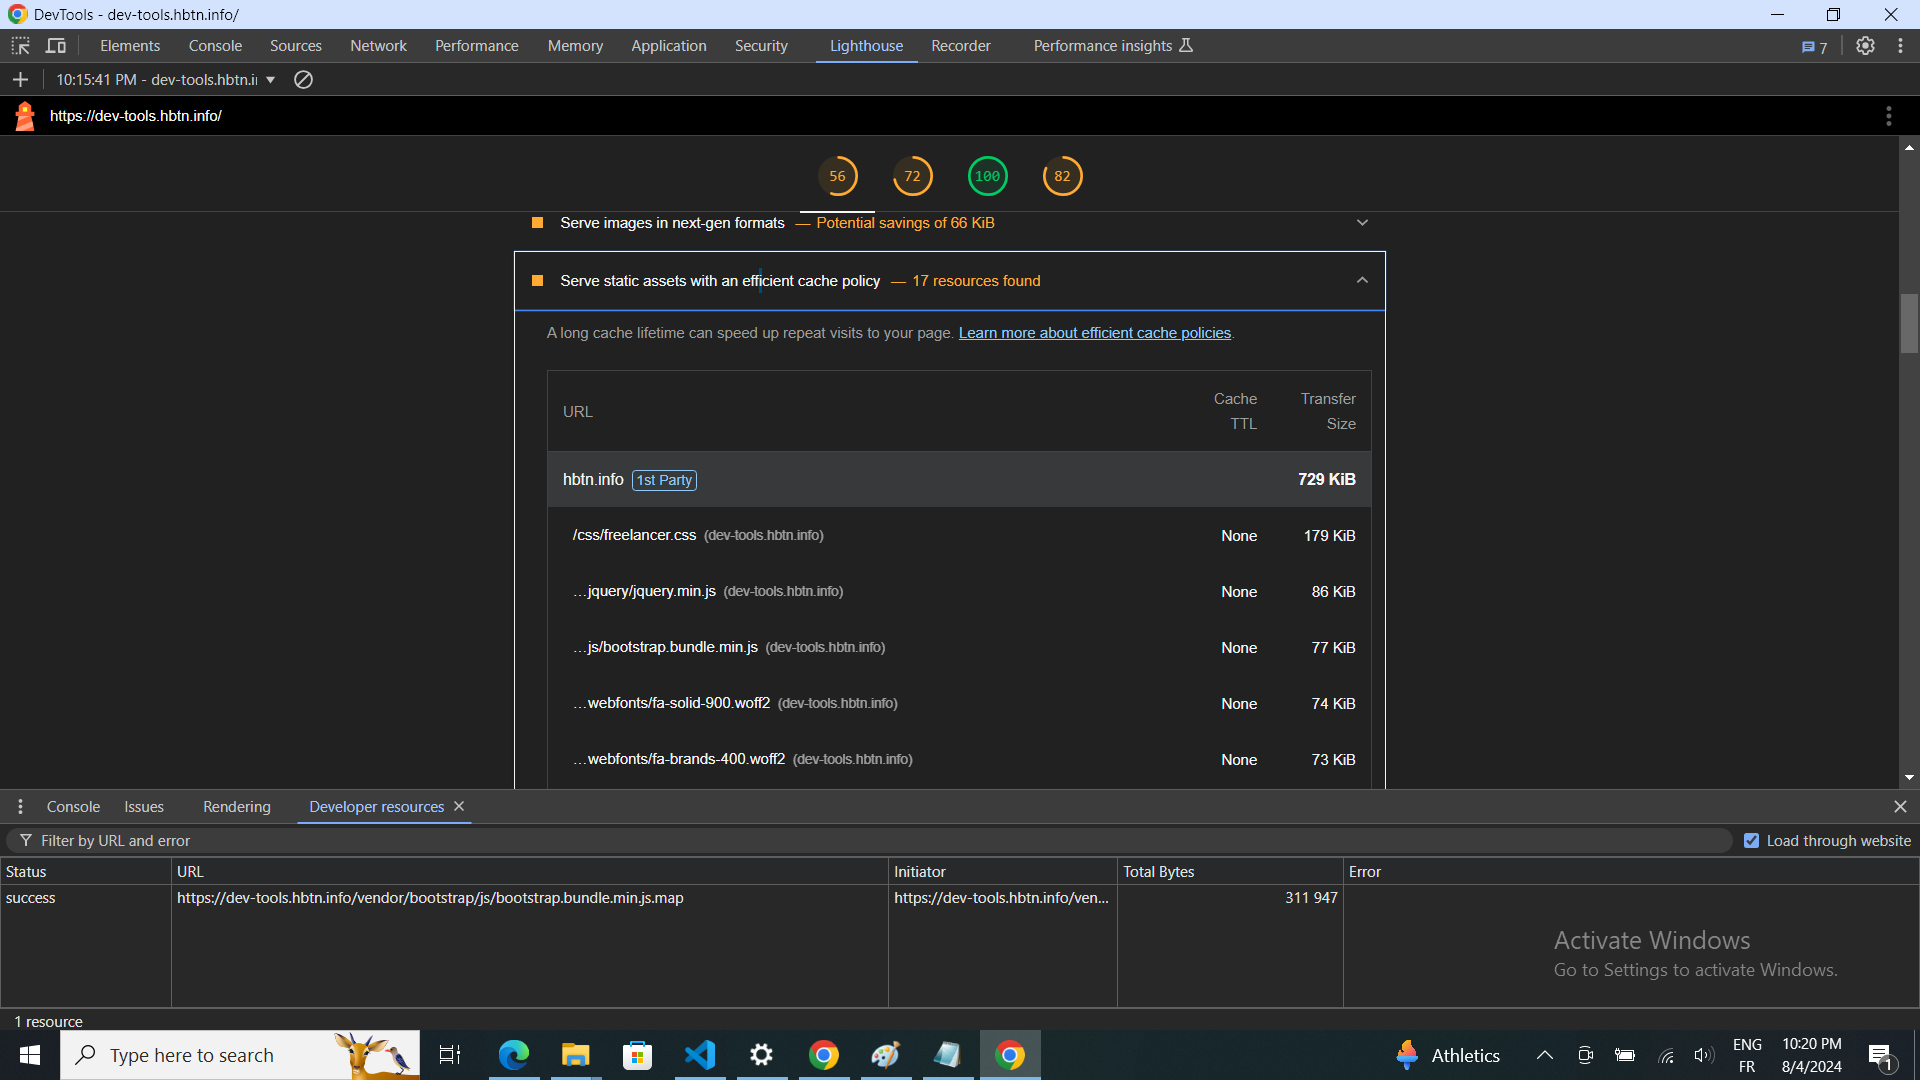 DevTools - dev-tools.hbtn.info/
Elements Console Sources Network Performance Memory Application Security Lighthouse Recorder Performance insights 7
10:15:41 PM - dev-tools.hbtn.i
https://dev-tools.hbtn.info/
56 72 100 82
Serve images in next-gen formats — Potential savings of 66 KiB
Serve static assets with an efficient cache policy — 17 resources found
A long cache lifetime can speed up repeat visits to your page. Learn more about efficient cache policies.
URL Cache TTL Transfer Size
hbtn.info 1st Party 729 KiB
/css/freelancer.css (dev-tools.hbtn.info) None 179 KiB
…jquery/jquery.min.js (dev-tools.hbtn.info) None 86 KiB
…js/bootstrap.bundle.min.js (dev-tools.hbtn.info) None 77 KiB
…webfonts/fa-solid-900.woff2 (dev-tools.hbtn.info) None 74 KiB
…webfonts/fa-brands-400.woff2 (dev-tools.hbtn.info) None 73 KiB
Console Issues Rendering Developer resources
Filter by URL and error Load through website
Status URL Initiator Total Bytes Error
success https://dev-tools.hbtn.info/vendor/bootstrap/js/bootstrap.bundle.min.js.map https://dev-tools.hbtn.info/ven... 311 947
Activate Windows
Go to Settings to activate Windows.
1 resource
Type here to search Athletics ENG FR 10:20 PM 8/4/2024 1